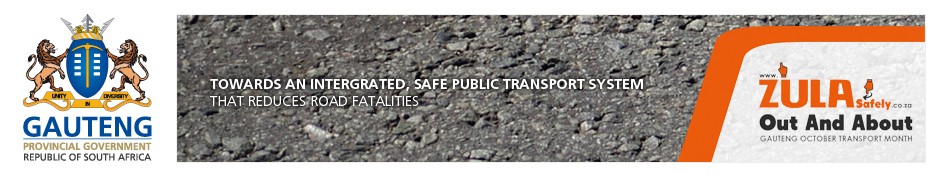 UNITY
DIVERSITY
IN
GAUTENG
PROVINCIAL GOVERNMENT
REPUBLIC OF SOUTH AFRICA
TOWARDS AN INTERGRATED, SAFE PUBLIC TRANSPORT SYSTEM
THAT REDUCES ROAD FATALITIES
www.
ZULA
Safely.co.za
Out And About
GAUTENG OCTOBER TRANSPORT MONTH